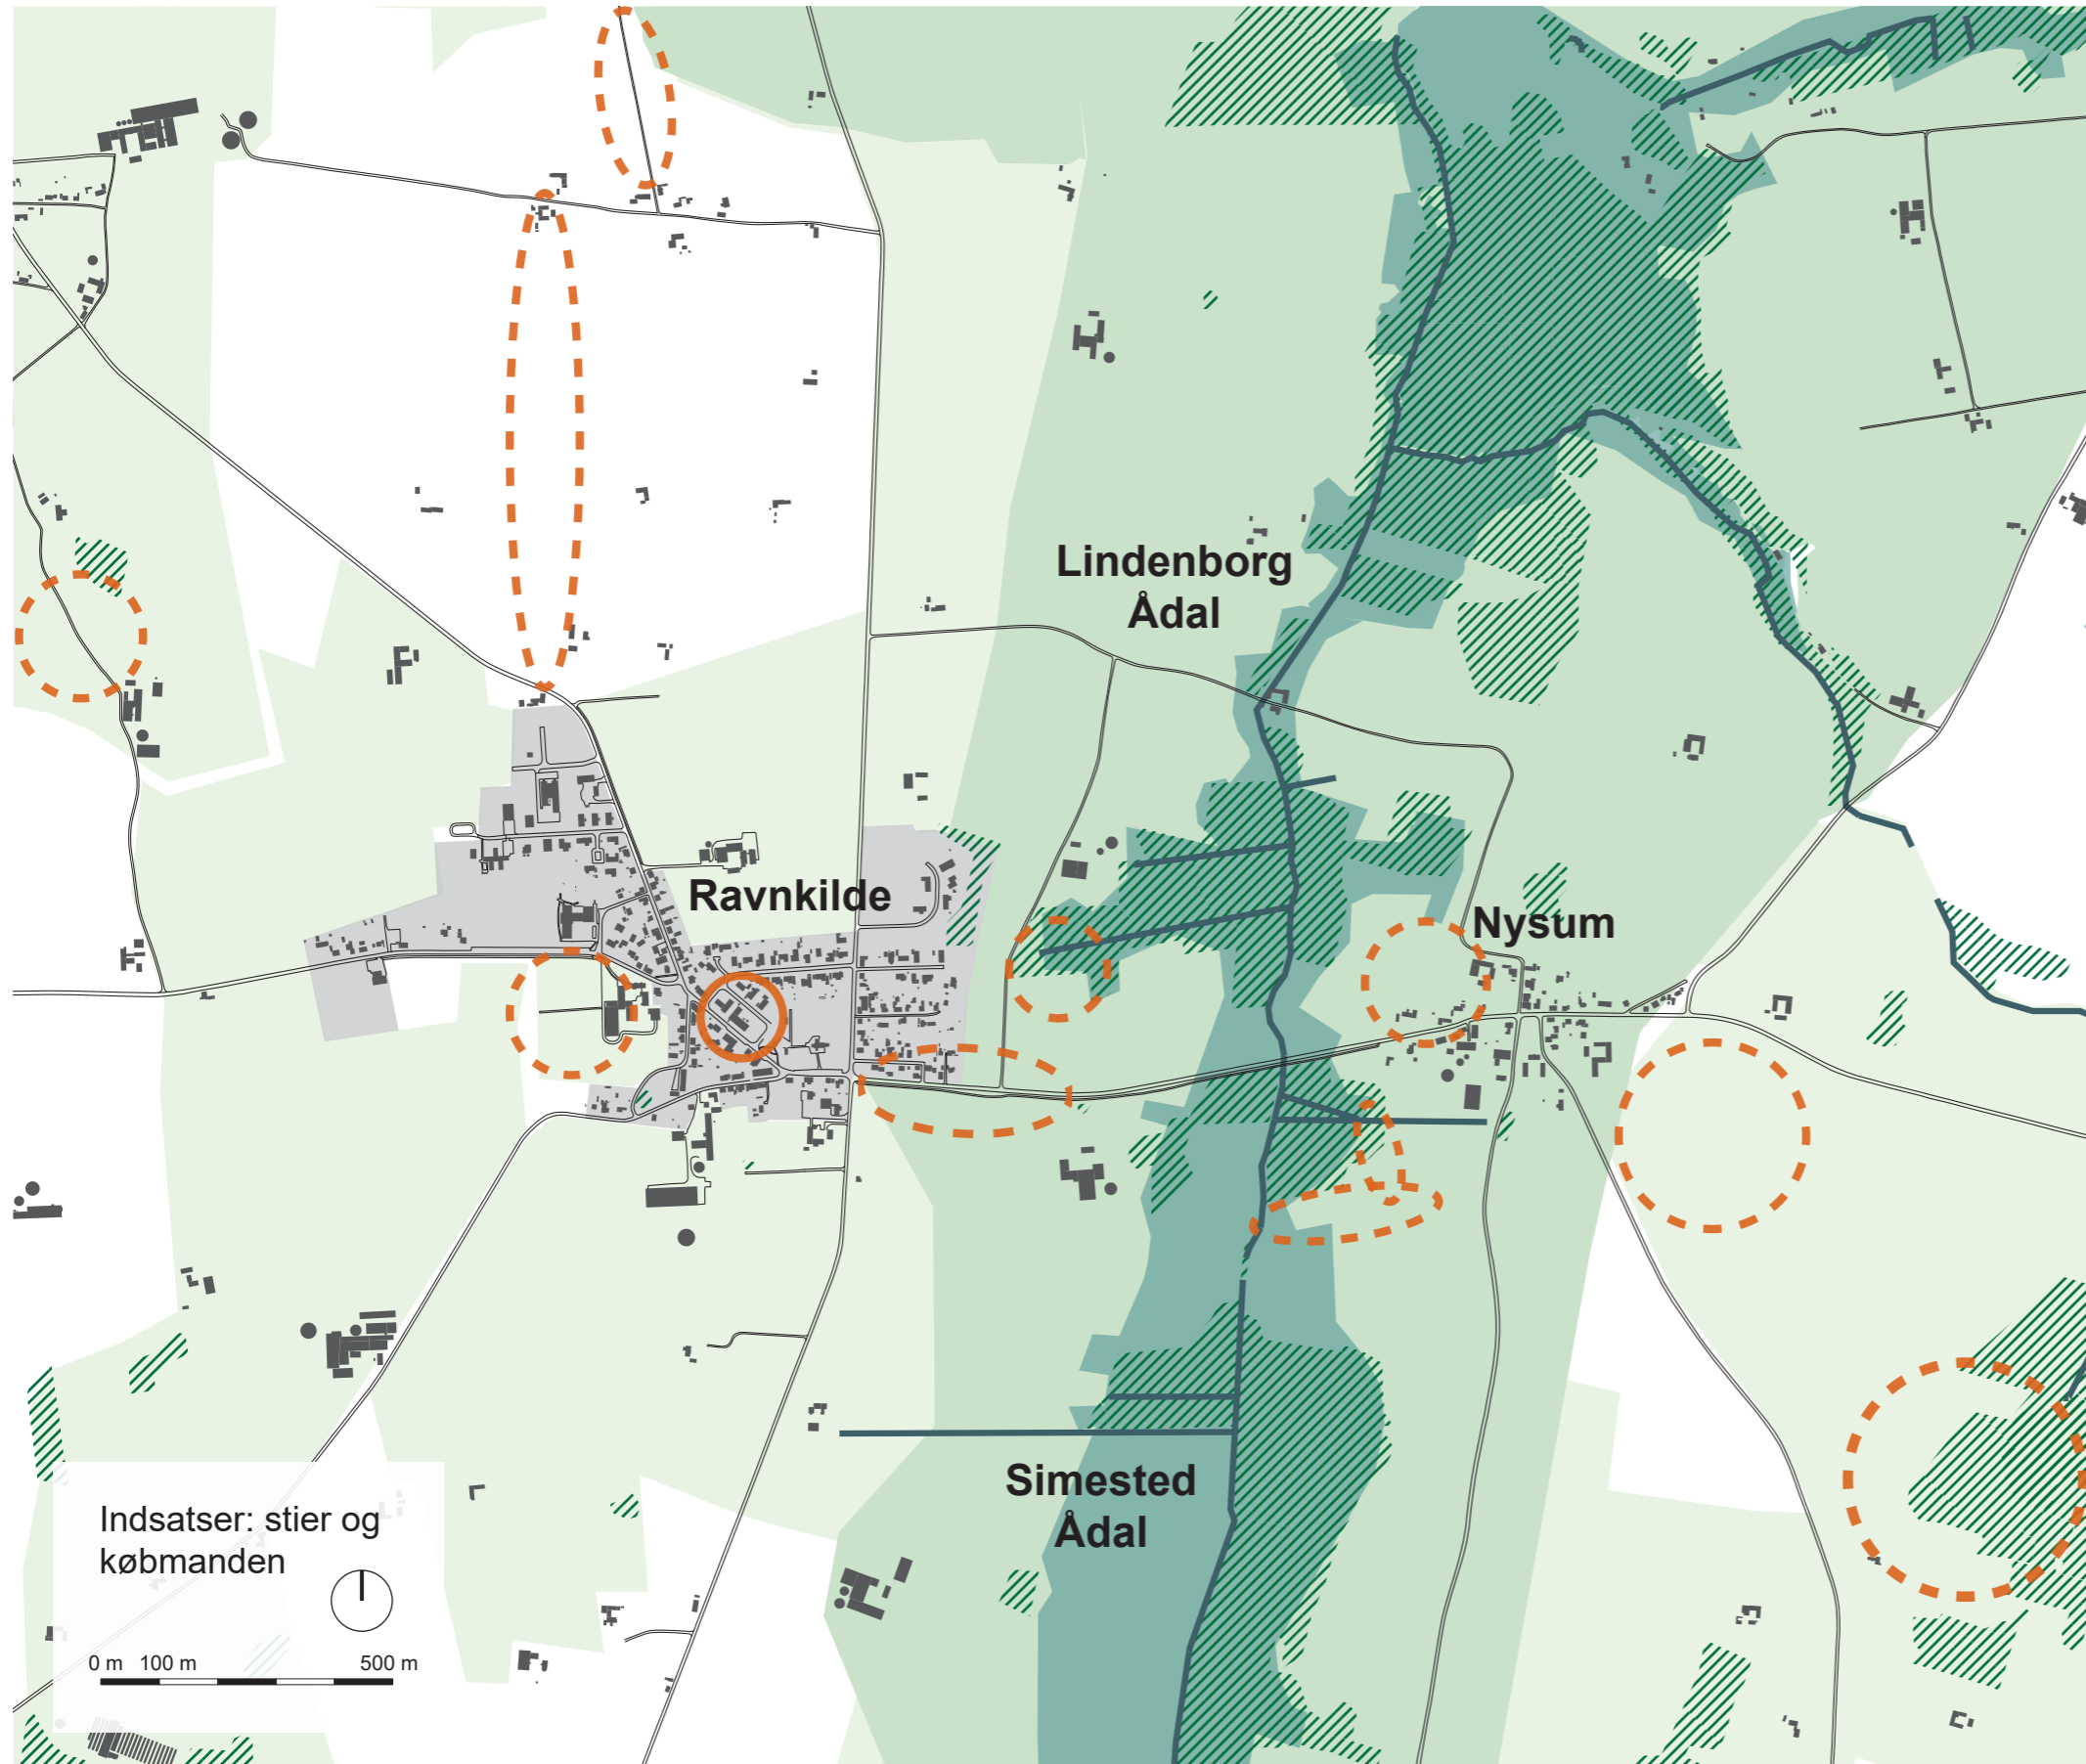 Lindenborg
Ådal
Ravnkilde
Nysum
Simested
Ådal
Indsatser: stier og
købmanden
0 m 100 m 500 m